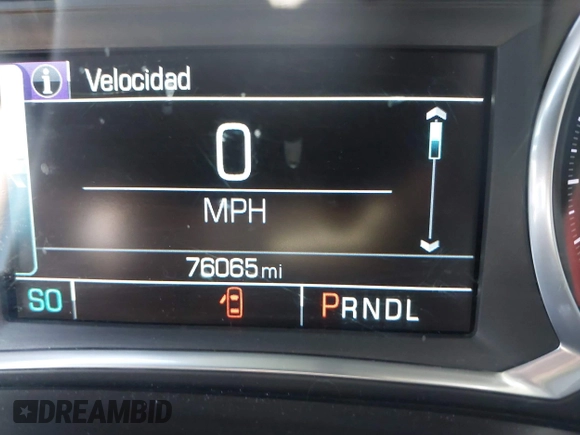 Velocidad
0
MPH
76065 mi
SO PRNDL
DREAMBID